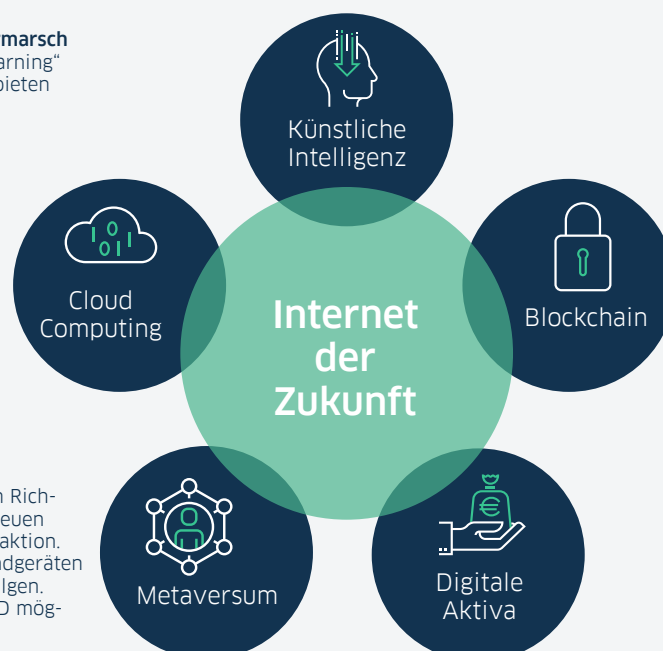 rmarsch
arning“
bieten
Künstliche
Intelligenz
Cloud
Computing
Blockchain
Internet
der
Zukunft
n Rich-
euen
aktion.
dgeräten
lgen.
D mög-
Metaversum
Digitale
Aktiva